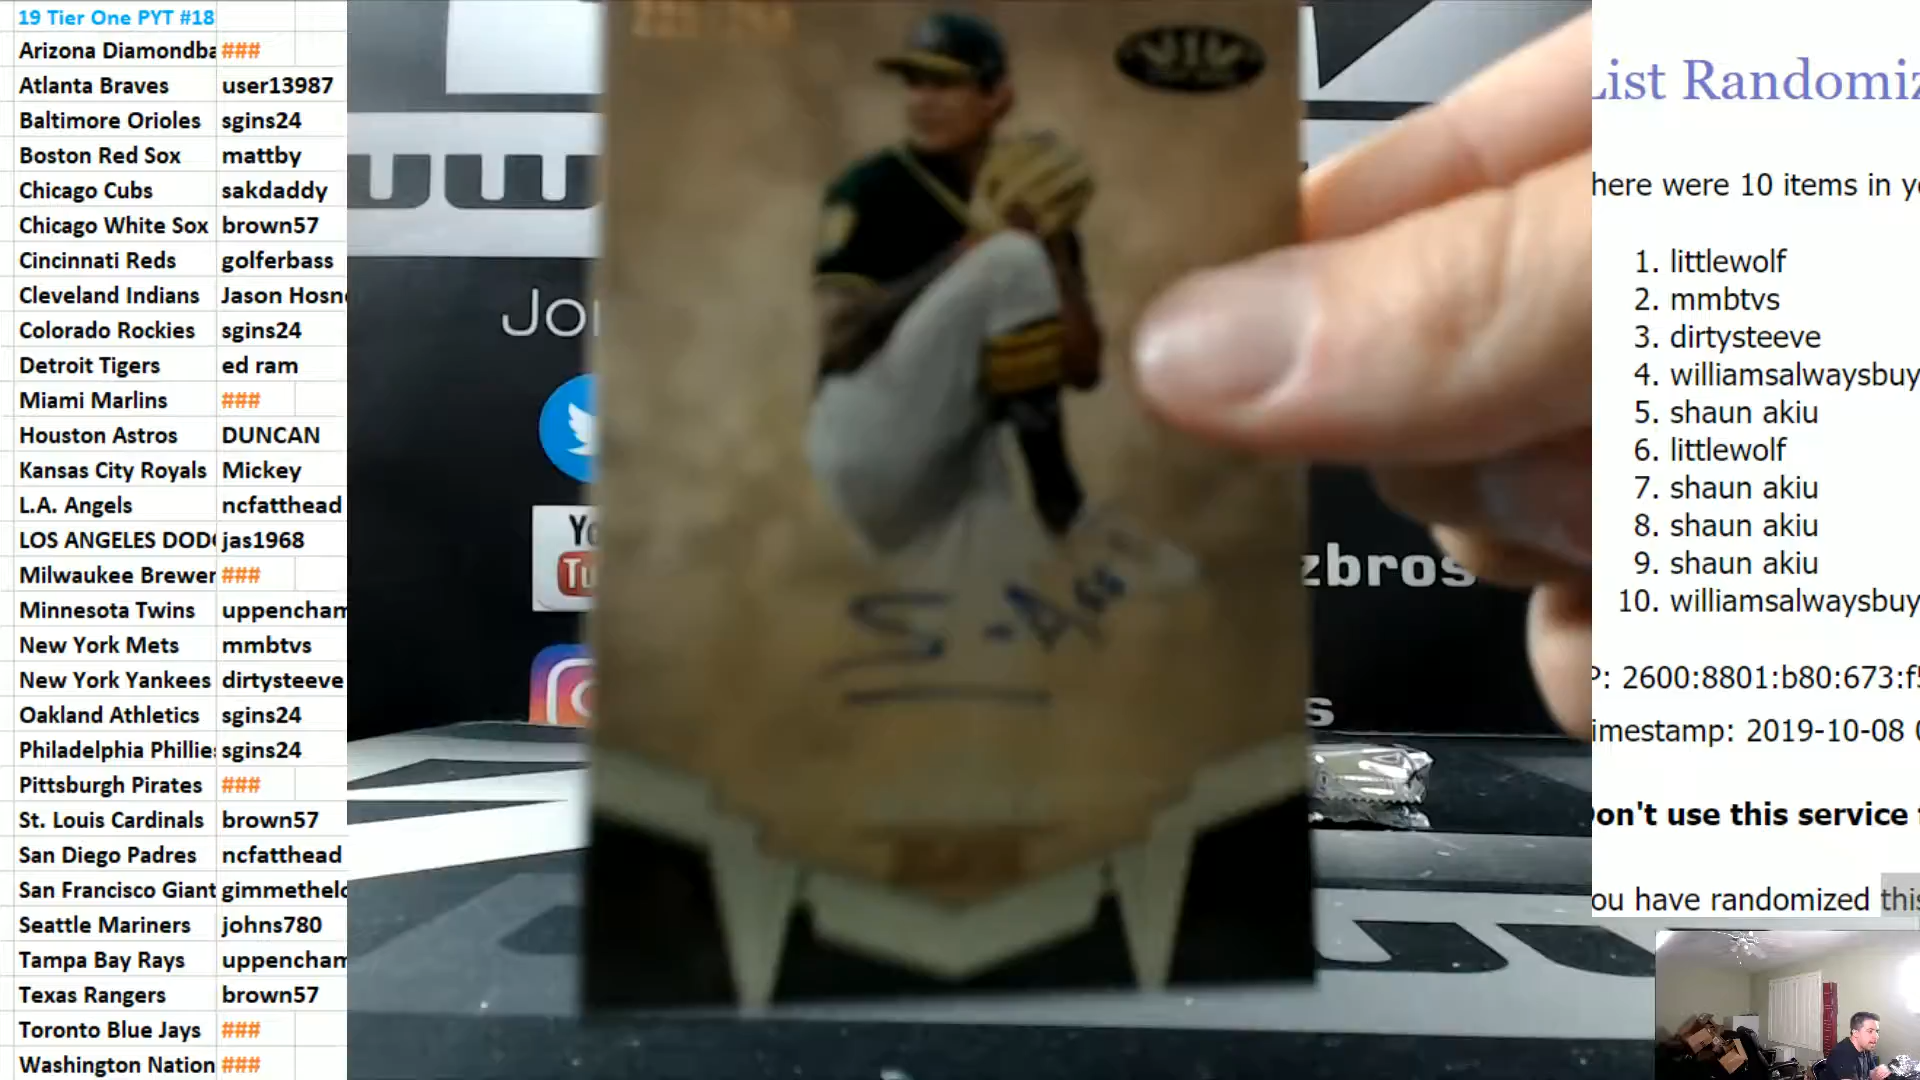 19 Tier One PYT #18
Arizona Diamondba ###
Atlanta Braves user13987
Baltimore Orioles sgins24
Boston Red Sox mattby
Chicago Cubs sakdaddy
Chicago White Sox brown57
Cincinnati Reds golferbass
Cleveland Indians Jason Hosn
Colorado Rockies sgins24
Detroit Tigers ed ram
Miami Marlins ###
Houston Astros DUNCAN
Kansas City Royals Mickey
L.A. Angels ncfatthead
LOS ANGELES DOD jas1968
Milwaukee Brewer ###
Minnesota Twins uppencham
New York Mets mmbtvs
New York Yankees dirtysteeve
Oakland Athletics sgins24
Philadelphia Phillie sgins24
Pittsburgh Pirates ###
St. Louis Cardinals brown57
San Diego Padres ncfatthead
San Francisco Giant gimmethelo
Seattle Mariners johns780
Tampa Bay Rays uppencham
Texas Rangers brown57
Toronto Blue Jays ###
Washington Nation ###
Jo
Yo
Tu
zbros
s
List Randomiz
here were 10 items in y
1. littlewolf
2. mmbtvs
3. dirtysteeve
4. williamsalwaysbuy
5. shaun akiu
6. littlewolf
7. shaun akiu
8. shaun akiu
9. shaun akiu
10. williamsalwaysbuy
P: 2600:8801:b80:673:f5
imestamp: 2019-10-08 0
on't use this service f
ou have randomized this